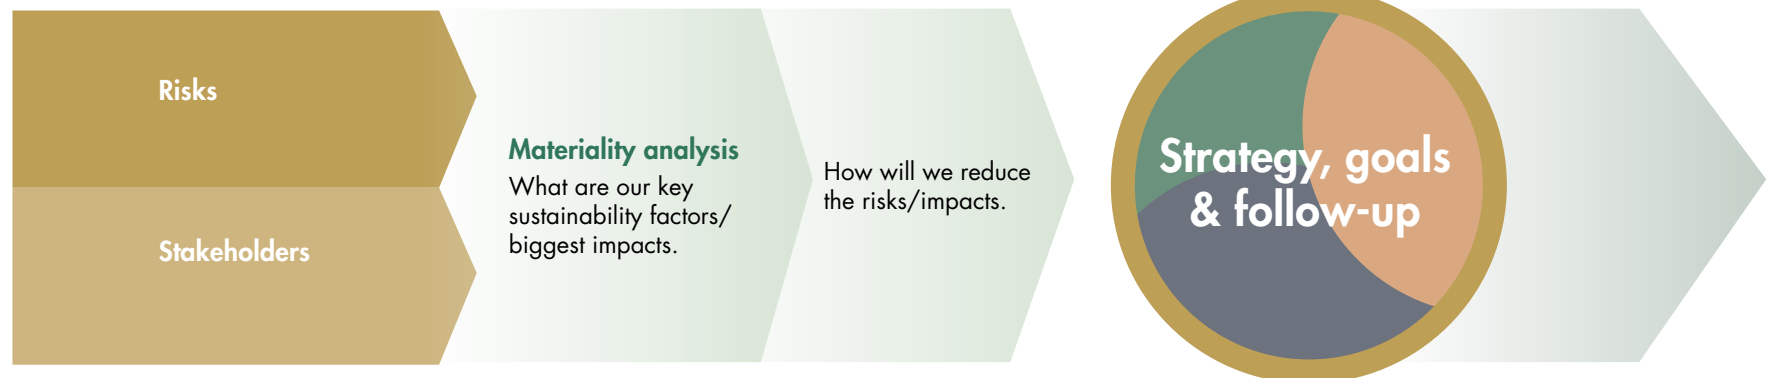 Risks
Stakeholders
Materiality analysis
What are our key
sustainability factors/
biggest impacts.
How will we reduce
the risks/impacts.
Strategy, goals
& follow-up